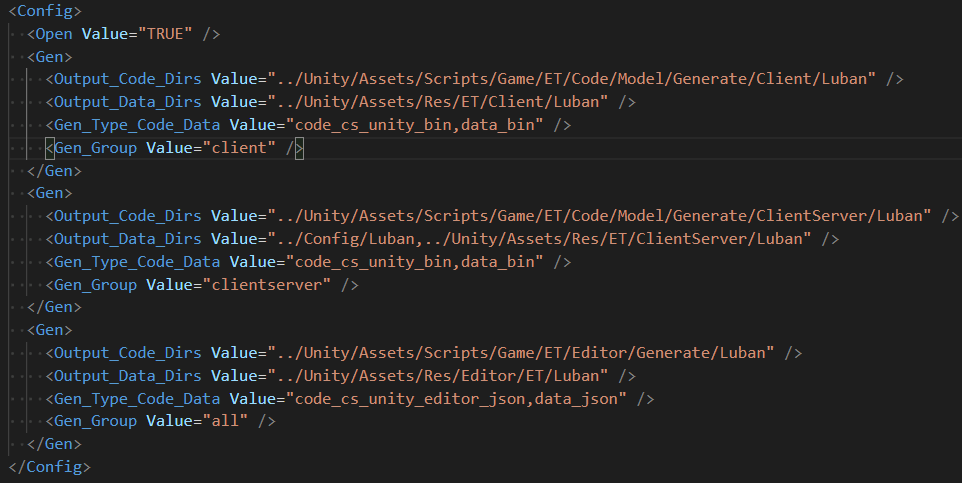 <Config>
<Open Value="TRUE" />
<Gen>
<Output_Code_Dirs Value="../Unity/Assets/Scripts/Game/ET/Code/Model/Generate/Client/Luban" />
<Output_Data_Dirs Value="../Unity/Assets/Res/ET/Client/Luban" />
<Gen_Type_Code_Data Value="code_cs_unity_bin,data_bin" />
<Gen_Group Value="client" />
</Gen>
<Gen>
<Output_Code_Dirs Value="../Unity/Assets/Scripts/Game/ET/Code/Model/Generate/ClientServer/Luban" />
<Output_Data_Dirs Value="../Config/Luban,../Unity/Assets/Res/ET/ClientServer/Luban" />
<Gen_Type_Code_Data Value="code_cs_unity_bin,data_bin" />
<Gen_Group Value="clientserver" />
</Gen>
<Gen>
<Output_Code_Dirs Value="../Unity/Assets/Scripts/Game/ET/Editor/Generate/Luban" />
<Output_Data_Dirs Value="../Unity/Assets/Res/Editor/ET/Luban" />
<Gen_Type_Code_Data Value="code_cs_unity_editor_json,data_json" />
<Gen_Group Value="all" />
</Gen>
</Config>